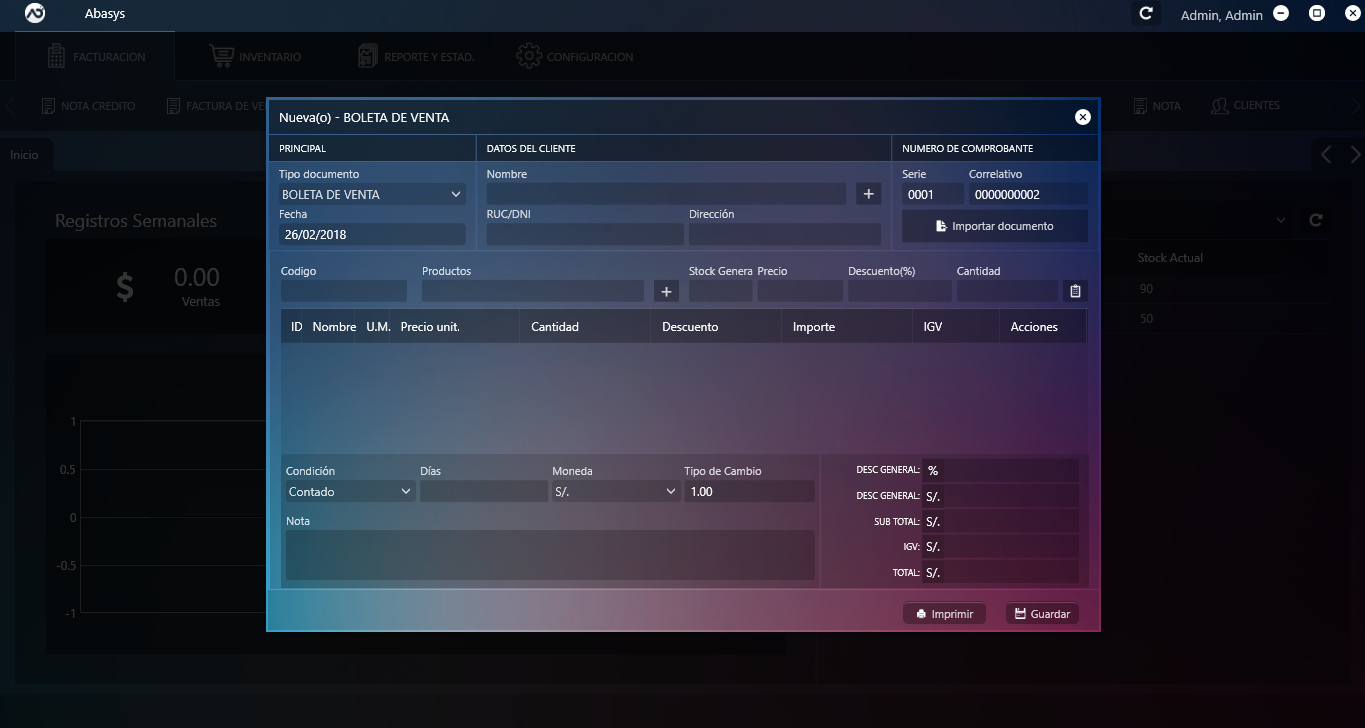 Abasys
Admin, Admin
FACTURACION
INVENTARIO
REPORTE Y ESTAD.
CONFIGURACION
NOTA CREDITO
FACTURA DE VE
NOTA
CLIENTES
Inicio
Registros Semanales
$
0.00
Ventas
1
0.5
0
-0.5
-1
Stock Actual
90
50
Nueva(o) - BOLETA DE VENTA
PRINCIPAL
DATOS DEL CLIENTE
NUMERO DE COMPROBANTE
Tipo documento
Nombre
Serie
Correlativo
BOLETA DE VENTA
+
0001
0000000002
Fecha
RUC/DNI
Dirección
26/02/2018
Importar documento
Codigo
Productos
Stock Genera
Precio
Descuento(%)
Cantidad
+
ID
Nombre
U.M.
Precio unit.
Cantidad
Descuento
Importe
IGV
Acciones
Condición
Días
Moneda
Tipo de Cambio
Contado
S/.
1.00
Nota
DESC GENERAL: %
DESC GENERAL: S/.
SUB TOTAL: S/.
IGV: S/.
TOTAL: S/.
Imprimir
Guardar